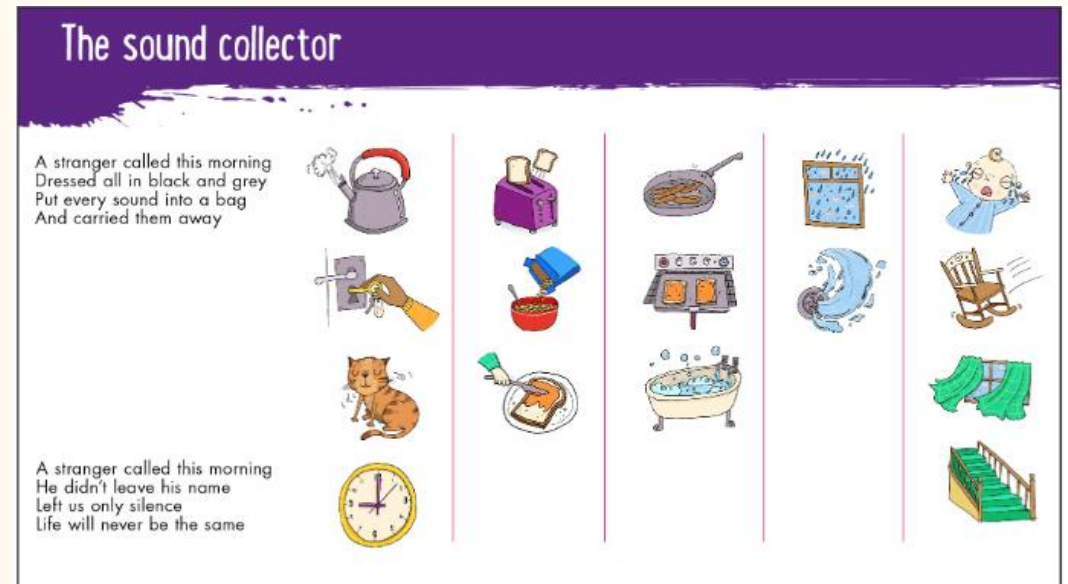 The sound collector
A stranger called this morning
Dressed all in black and grey
Put every sound into a bag
And carried them away
A stranger called this morning
He didn't leave his name
Left us only silence
Life will never be the same